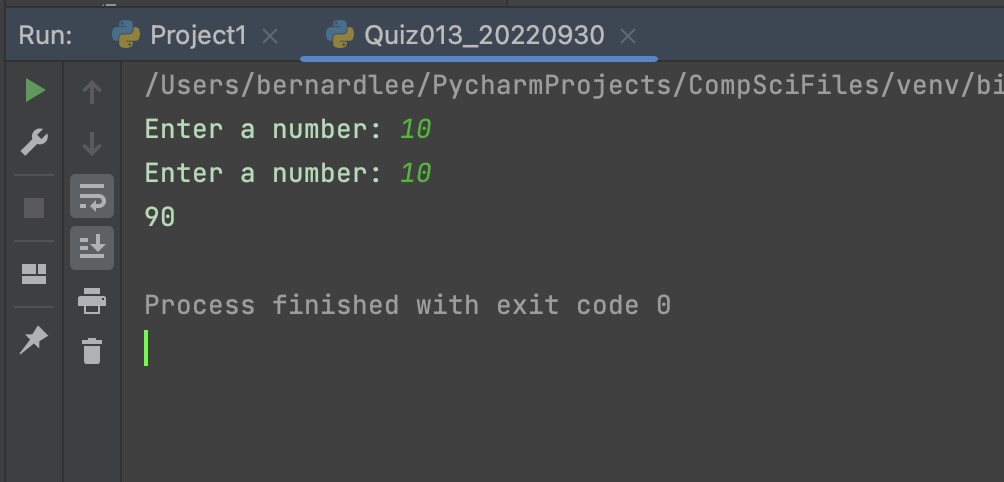 Run: Project1 Quiz013_20220930
/Users/bernardlee/PycharmProjects/CompSciFiles/venv/bi
Enter a number: 10
Enter a number: 10
90
Process finished with exit code 0